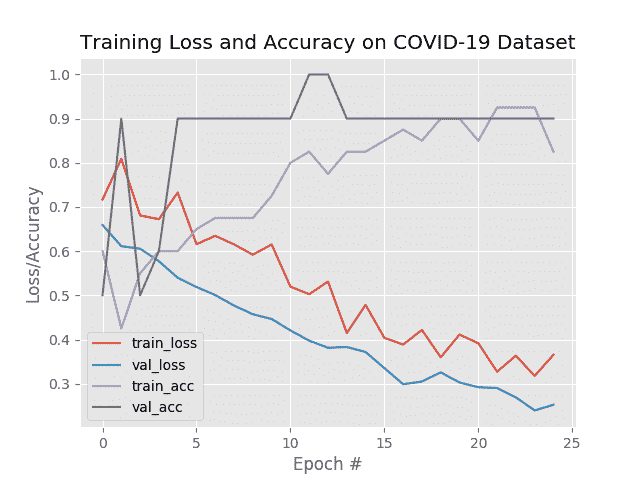 Training Loss and Accuracy on COVID-19 Dataset
1.0
0.9
0.8
0.7
0.6
0.5
0.4
0.3
Loss/Accuracy
train_loss
val_loss
train_acc
val_acc
0 5 10 15 20 25
Epoch #